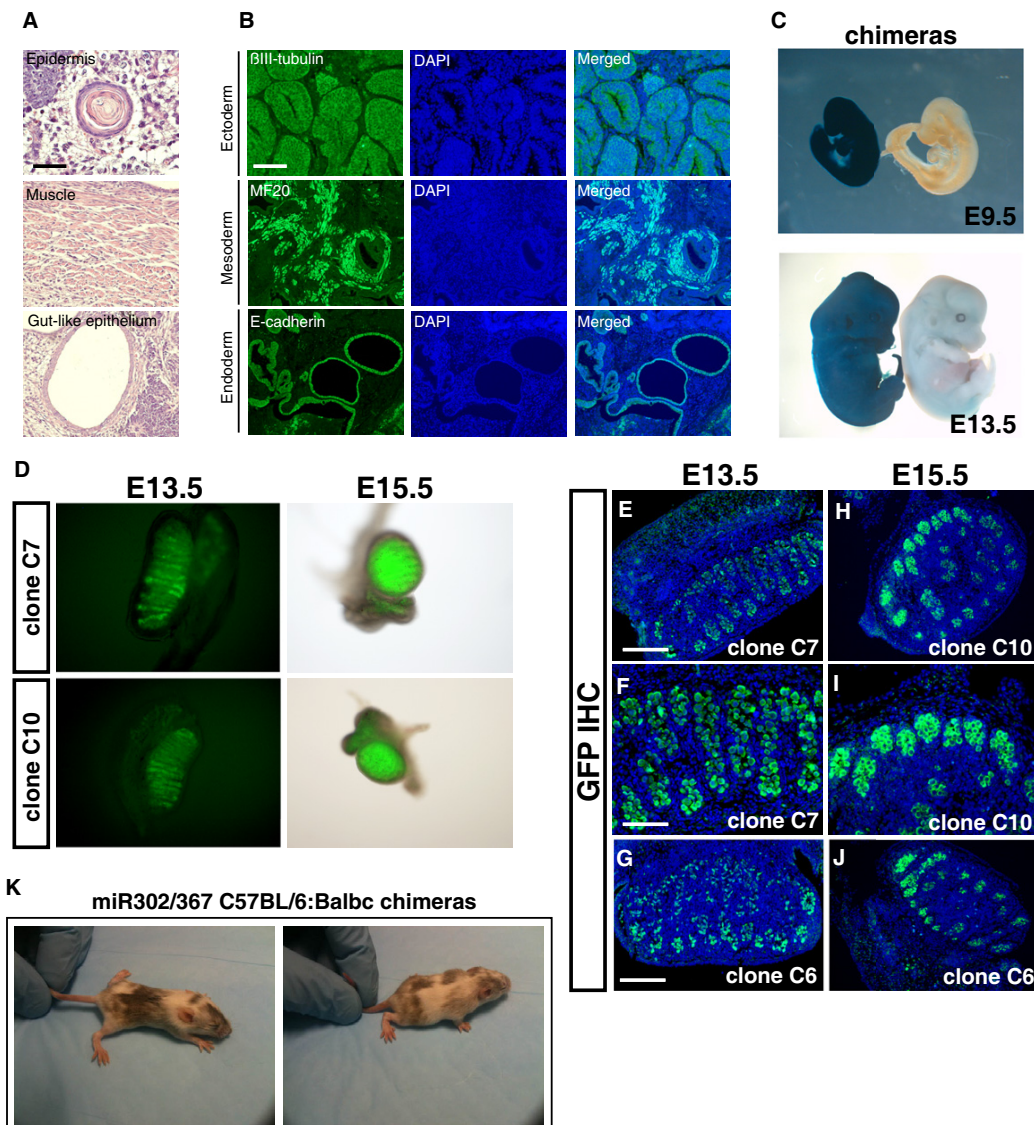 A
Epidermis
Muscle
Gut-like epithelium
B
Ectoderm
ßIII-tubulin
DAPI
Merged
Mesoderm
MF20
DAPI
Merged
Endoderm
E-cadherin
DAPI
Merged
C
chimeras
E9.5
E13.5
D
E13.5
E15.5
clone C7
clone C10
E13.5
E15.5
GFP IHC
E
clone C7
H
clone C10
F
clone C7
I
clone C10
G
clone C6
J
clone C6
K
miR302/367 C57BL/6:Balbc chimeras